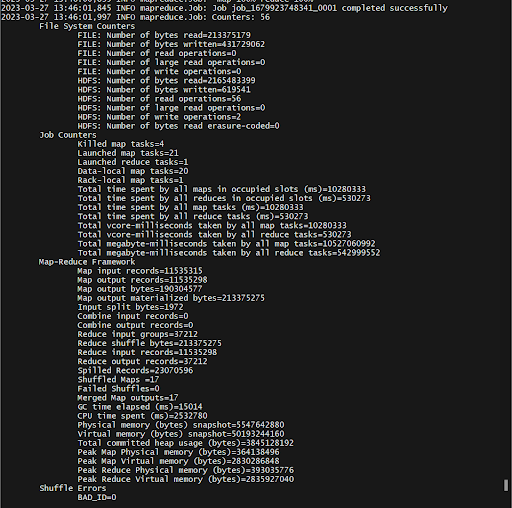 2023-03-27 13:46:01,845 INFO mapreduce.Job: Job job_1679923748341_0001 completed successfully
2023-03-27 13:46:01,997 INFO mapreduce.Job: Counters: 56
File System Counters
FILE: Number of bytes read=213375179
FILE: Number of bytes written=431729062
FILE: Number of read operations=0
FILE: Number of large read operations=0
FILE: Number of write operations=0
HDFS: Number of bytes read=2165483399
HDFS: Number of bytes written=619541
HDFS: Number of read operations=56
HDFS: Number of large read operations=0
HDFS: Number of write operations=2
HDFS: Number of bytes read erasure-coded=0
Job Counters
Killed map tasks=4
Launched map tasks=21
Launched reduce tasks=1
Data-local map tasks=20
Rack-local map tasks=1
Total time spent by all maps in occupied slots (ms)=10280333
Total time spent by all reduces in occupied slots (ms)=530273
Total time spent by all map tasks (ms)=10280333
Total time spent by all reduce tasks (ms)=530273
Total vcore-milliseconds taken by all map tasks=10280333
Total vcore-milliseconds taken by all reduce tasks=530273
Total megabyte-milliseconds taken by all map tasks=10527060992
Total megabyte-milliseconds taken by all reduce tasks=542999552
Map-Reduce Framework
Map input records=11535315
Map output records=11535298
Map output bytes=190304577
Map output materialized bytes=213375275
Input split bytes=1972
Combine input records=0
Combine output records=0
Reduce input groups=37212
Reduce shuffle bytes=213375275
Reduce input records=11535298
Reduce output records=37212
Spilled Records=23070596
Shuffled Maps =17
Failed Shuffles=0
Merged Map outputs=17
GC time elapsed (ms)=15014
CPU time spent (ms)=2532780
Physical memory (bytes) snapshot=5547642880
Virtual memory (bytes) snapshot=50193244160
Total committed heap usage (bytes)=3845128192
Peak Map Physical memory (bytes)=364138496
Peak Map Virtual memory (bytes)=2830286848
Peak Reduce Physical memory (bytes)=393035776
Peak Reduce Virtual memory (bytes)=2835927040
Shuffle Errors
BAD_ID=0